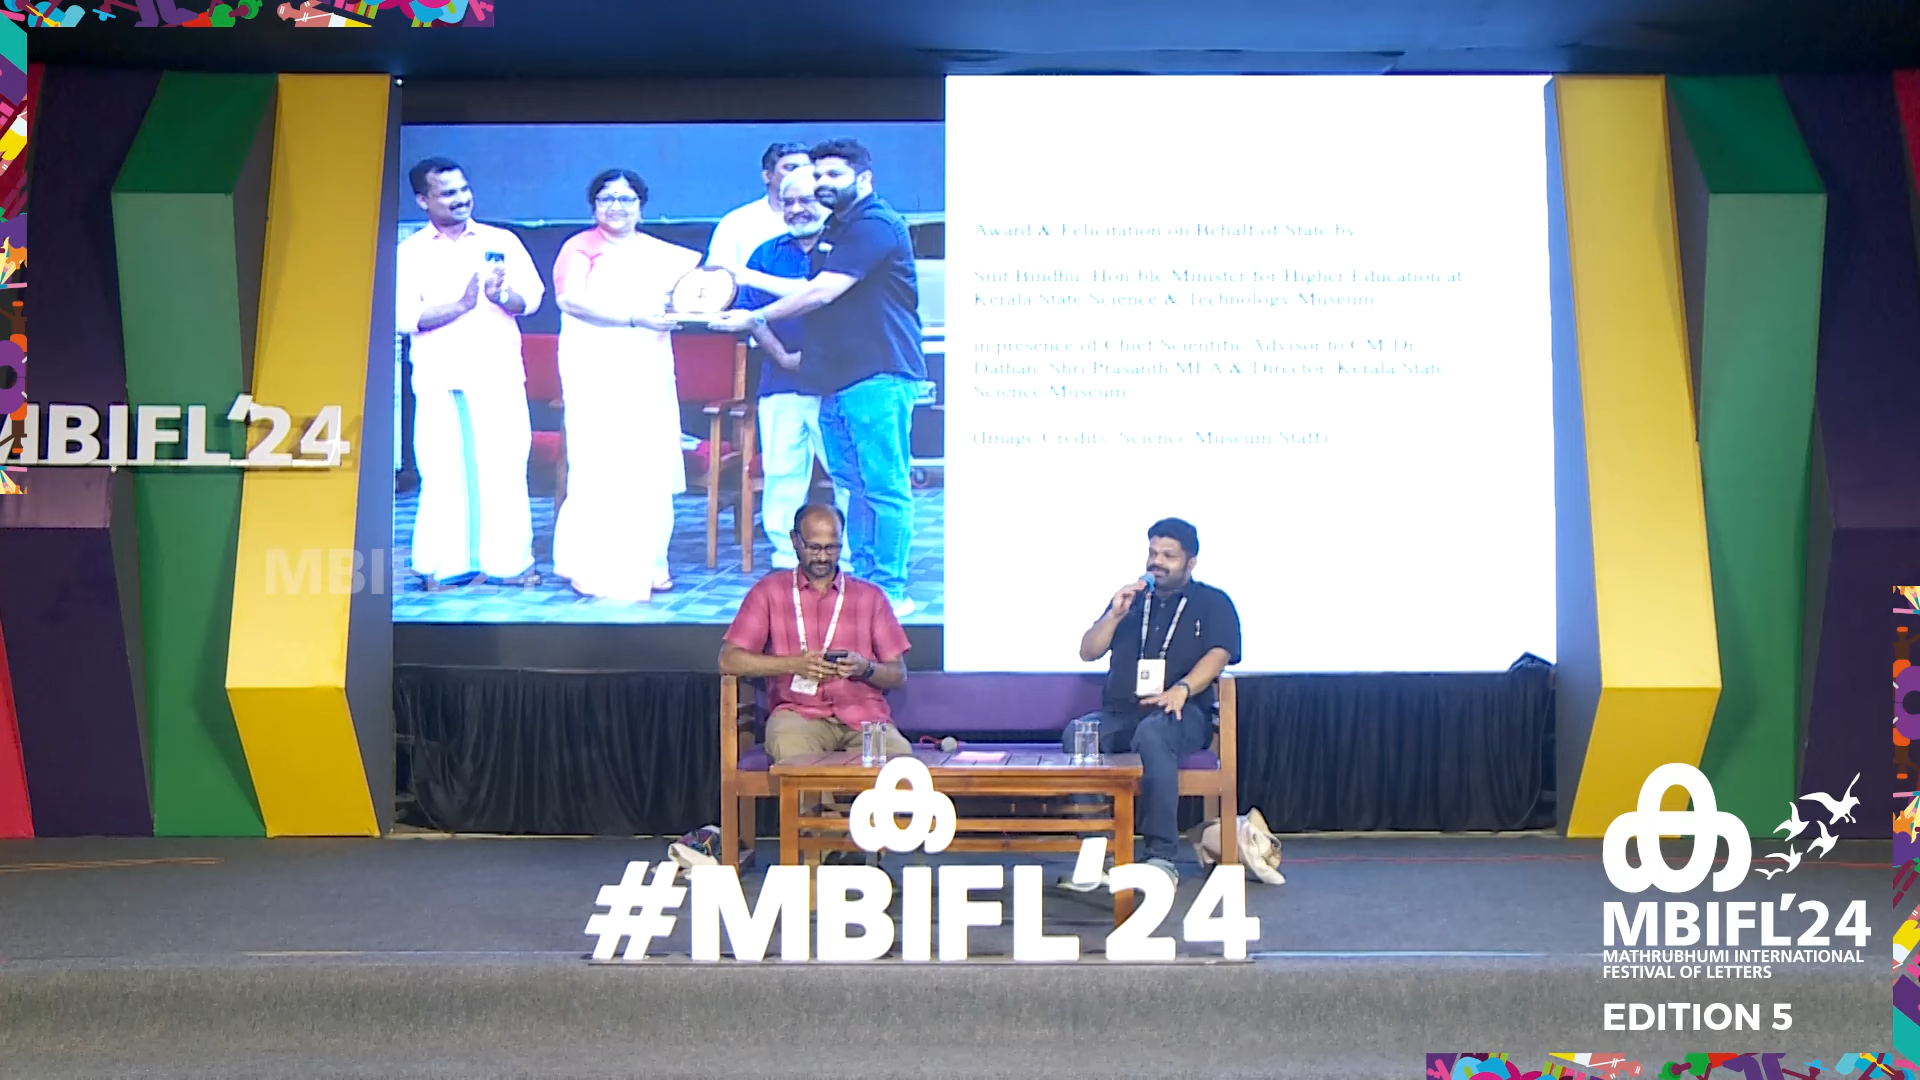 Award & Felicitation on Behalf of State by
Smt Bindhu, Hon'ble Minister for Higher Education at
Kerala State Science & Technology Museum
in presence of Chief Scientific Advisor to CM Dr
Dathan, Shri Prasanth MLA & Director, Kerala State
Science Museum
(Image Credits: Science Museum Staff)
MBIFL'24
MBIFL'24
ക
#MBIFL'24
ക
MBIFL'24
MATHRUBHUMI INTERNATIONAL
FESTIVAL OF LETTERS
EDITION 5